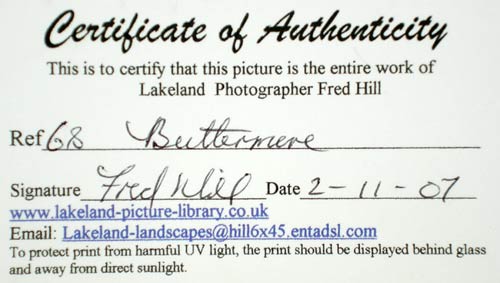 Certificate of Authenticity
This is to certify that this picture is the entire work of
Lakeland Photographer Fred Hill
Ref 68 Buttermere
Signature Fred Hill Date 2-11-07
www.lakeland-picture-library.co.uk
Email: Lakeland-landscapes@hill6x45.entadsl.com
To protect print from harmful UV light, the print should be displayed behind glass
and away from direct sunlight.